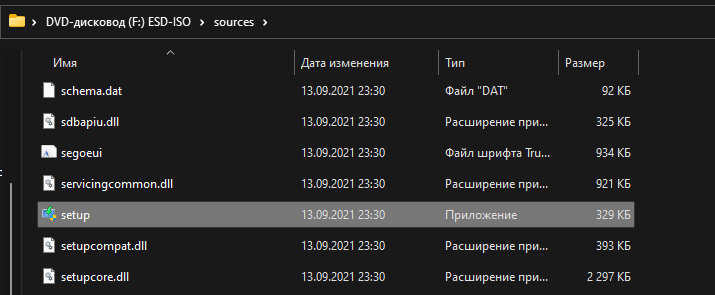 DVD-дисковод (F:) ESD-ISO > sources >
Имя Дата изменения Тип Размер
schema.dat 13.09.2021 23:30 Файл "DAT" 92 КБ
sdbapiu.dll 13.09.2021 23:30 Расширение при... 325 КБ
segoeui 13.09.2021 23:30 Файл шрифта Tru... 934 КБ
servicingcommon.dll 13.09.2021 23:30 Расширение при... 921 КБ
setup 13.09.2021 23:30 Приложение 329 КБ
setupcompat.dll 13.09.2021 23:30 Расширение при... 393 КБ
setupcore.dll 13.09.2021 23:30 Расширение при... 2 297 КБ